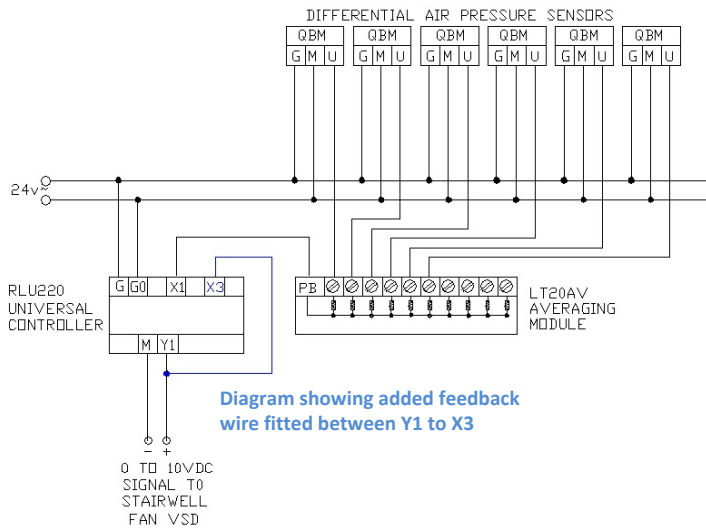 DIFFERENTIAL AIR PRESSURE SENSORS
QBM QBM QBM QBM QBM QBM
G M U G M U G M U G M U G M U G M U
24v~
G G0 X1 X3
PB
RLU220
UNIVERSAL
CONTROLLER
LT20AV
AVERAGING
MODULE
M Y1
Diagram showing added feedback
wire fitted between Y1 to X3
- +
0 TO 10VDC
SIGNAL TO
STAIRWELL
FAN VSD